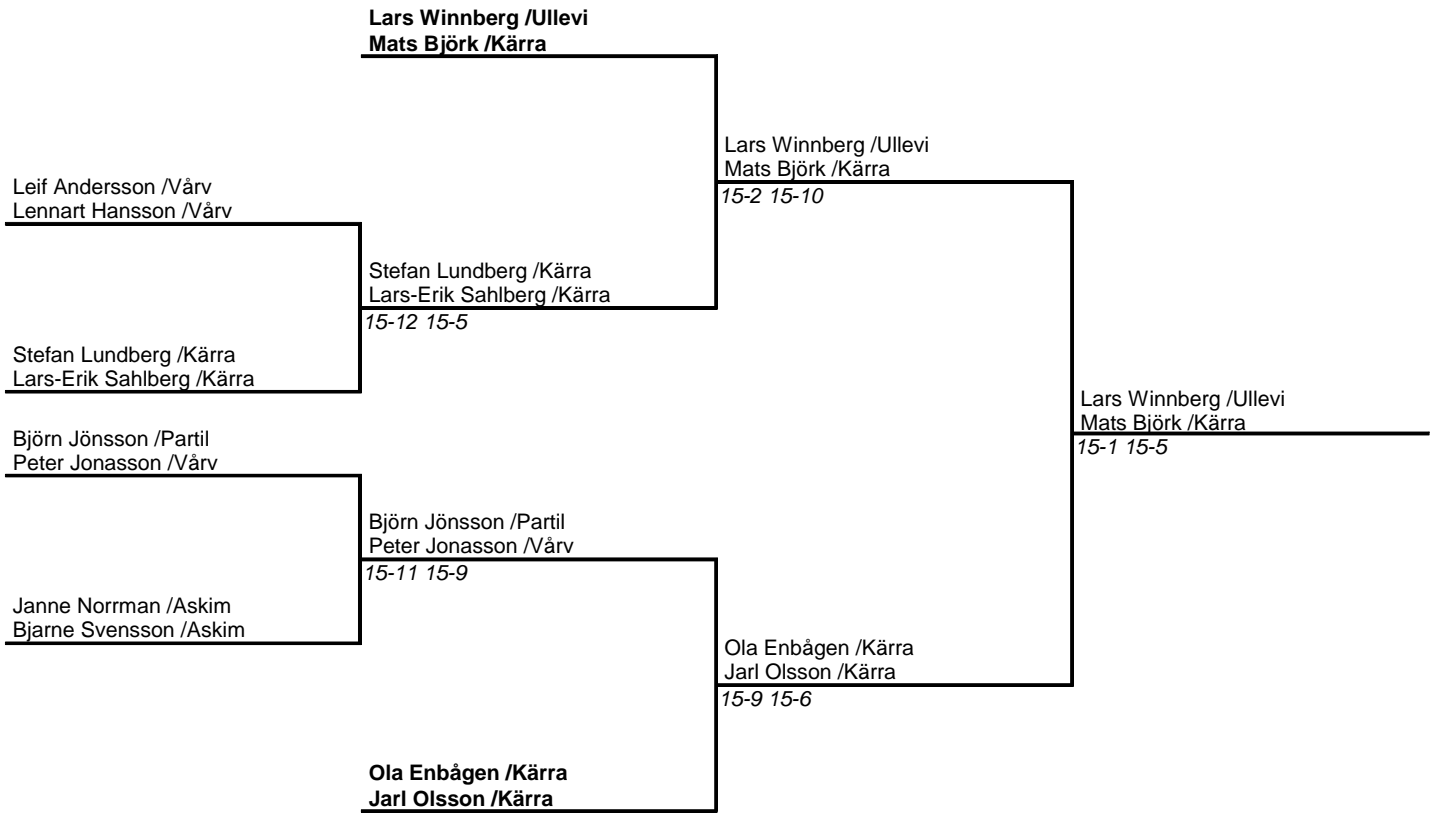 Lars Winnberg /Ullevi
Mats Björk /Kärra
Lars Winnberg /Ullevi
Mats Björk /Kärra
15-2 15-10
Leif Andersson /Vårv
Lennart Hansson /Vårv
Stefan Lundberg /Kärra
Lars-Erik Sahlberg /Kärra
15-12 15-5
Stefan Lundberg /Kärra
Lars-Erik Sahlberg /Kärra
Lars Winnberg /Ullevi
Mats Björk /Kärra
15-1 15-5
Björn Jönsson /Partil
Peter Jonasson /Vårv
Björn Jönsson /Partil
Peter Jonasson /Vårv
15-11 15-9
Janne Norrman /Askim
Bjarne Svensson /Askim
Ola Enbågen /Kärra
Jarl Olsson /Kärra
15-9 15-6
Ola Enbågen /Kärra
Jarl Olsson /Kärra